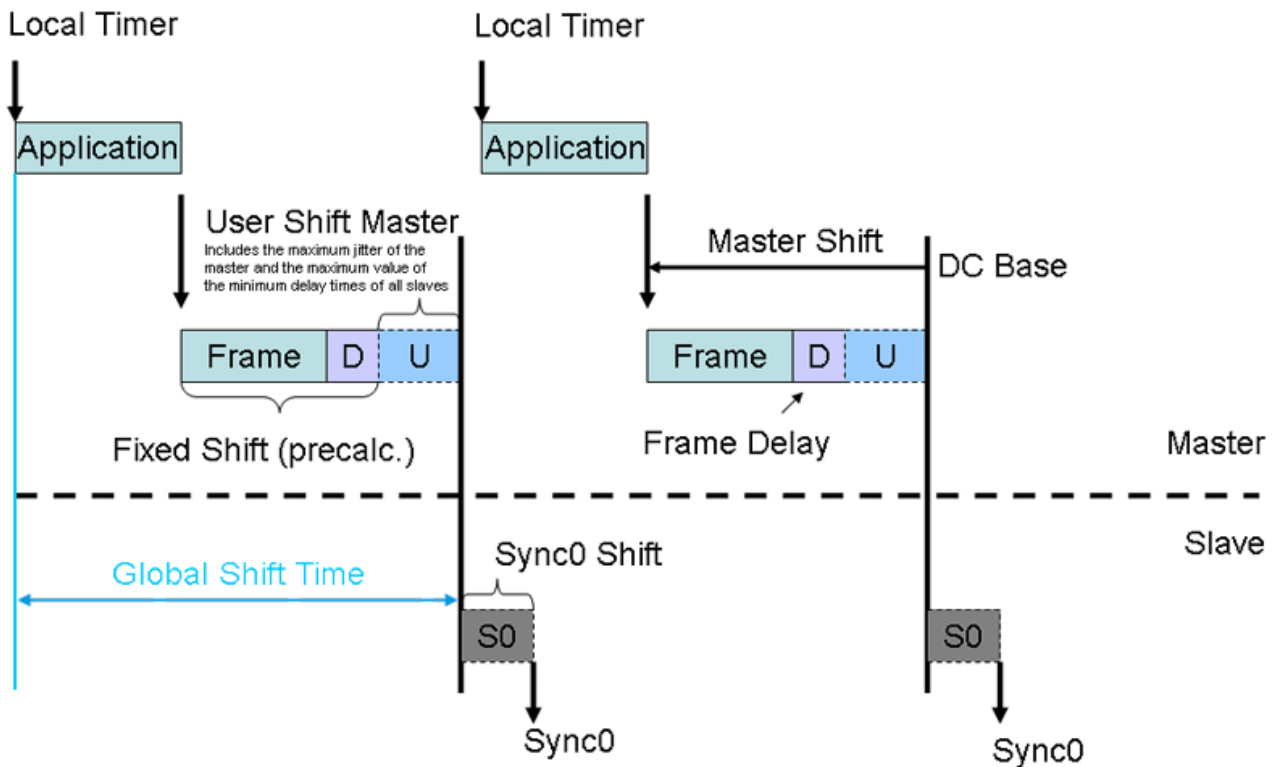 Local Timer
Local Timer
Application
Application
User Shift Master
Includes the maximum jitter of the
master and the maximum value of
the minimum delay times of all slaves
Master Shift
DC Base
Frame D U
Frame D U
Fixed Shift (precalc.)
Frame Delay
Master
Slave
Sync0 Shift
Global Shift Time
S0
S0
Sync0
Sync0